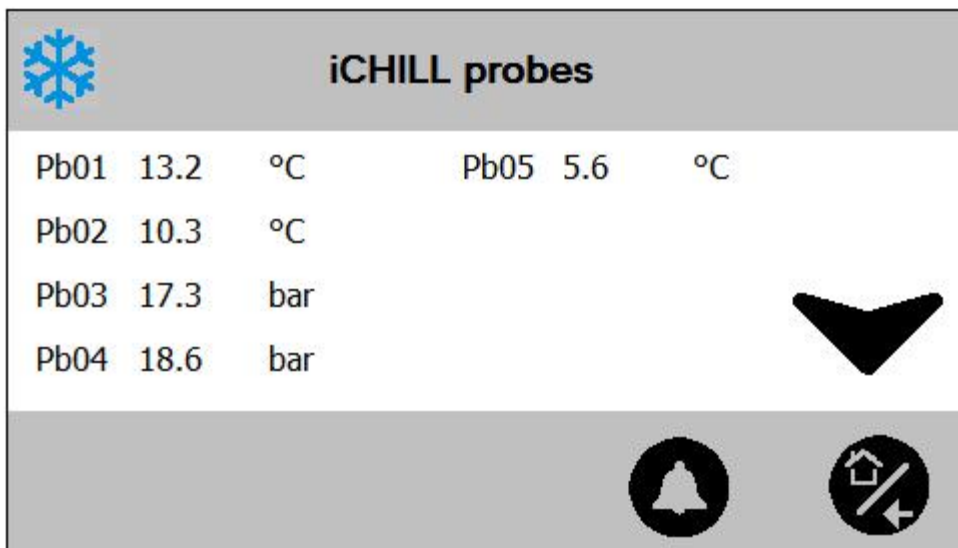 iCHILL probes
Pb01 13.2 °C Pb05 5.6 °C
Pb02 10.3 °C
Pb03 17.3 bar
Pb04 18.6 bar